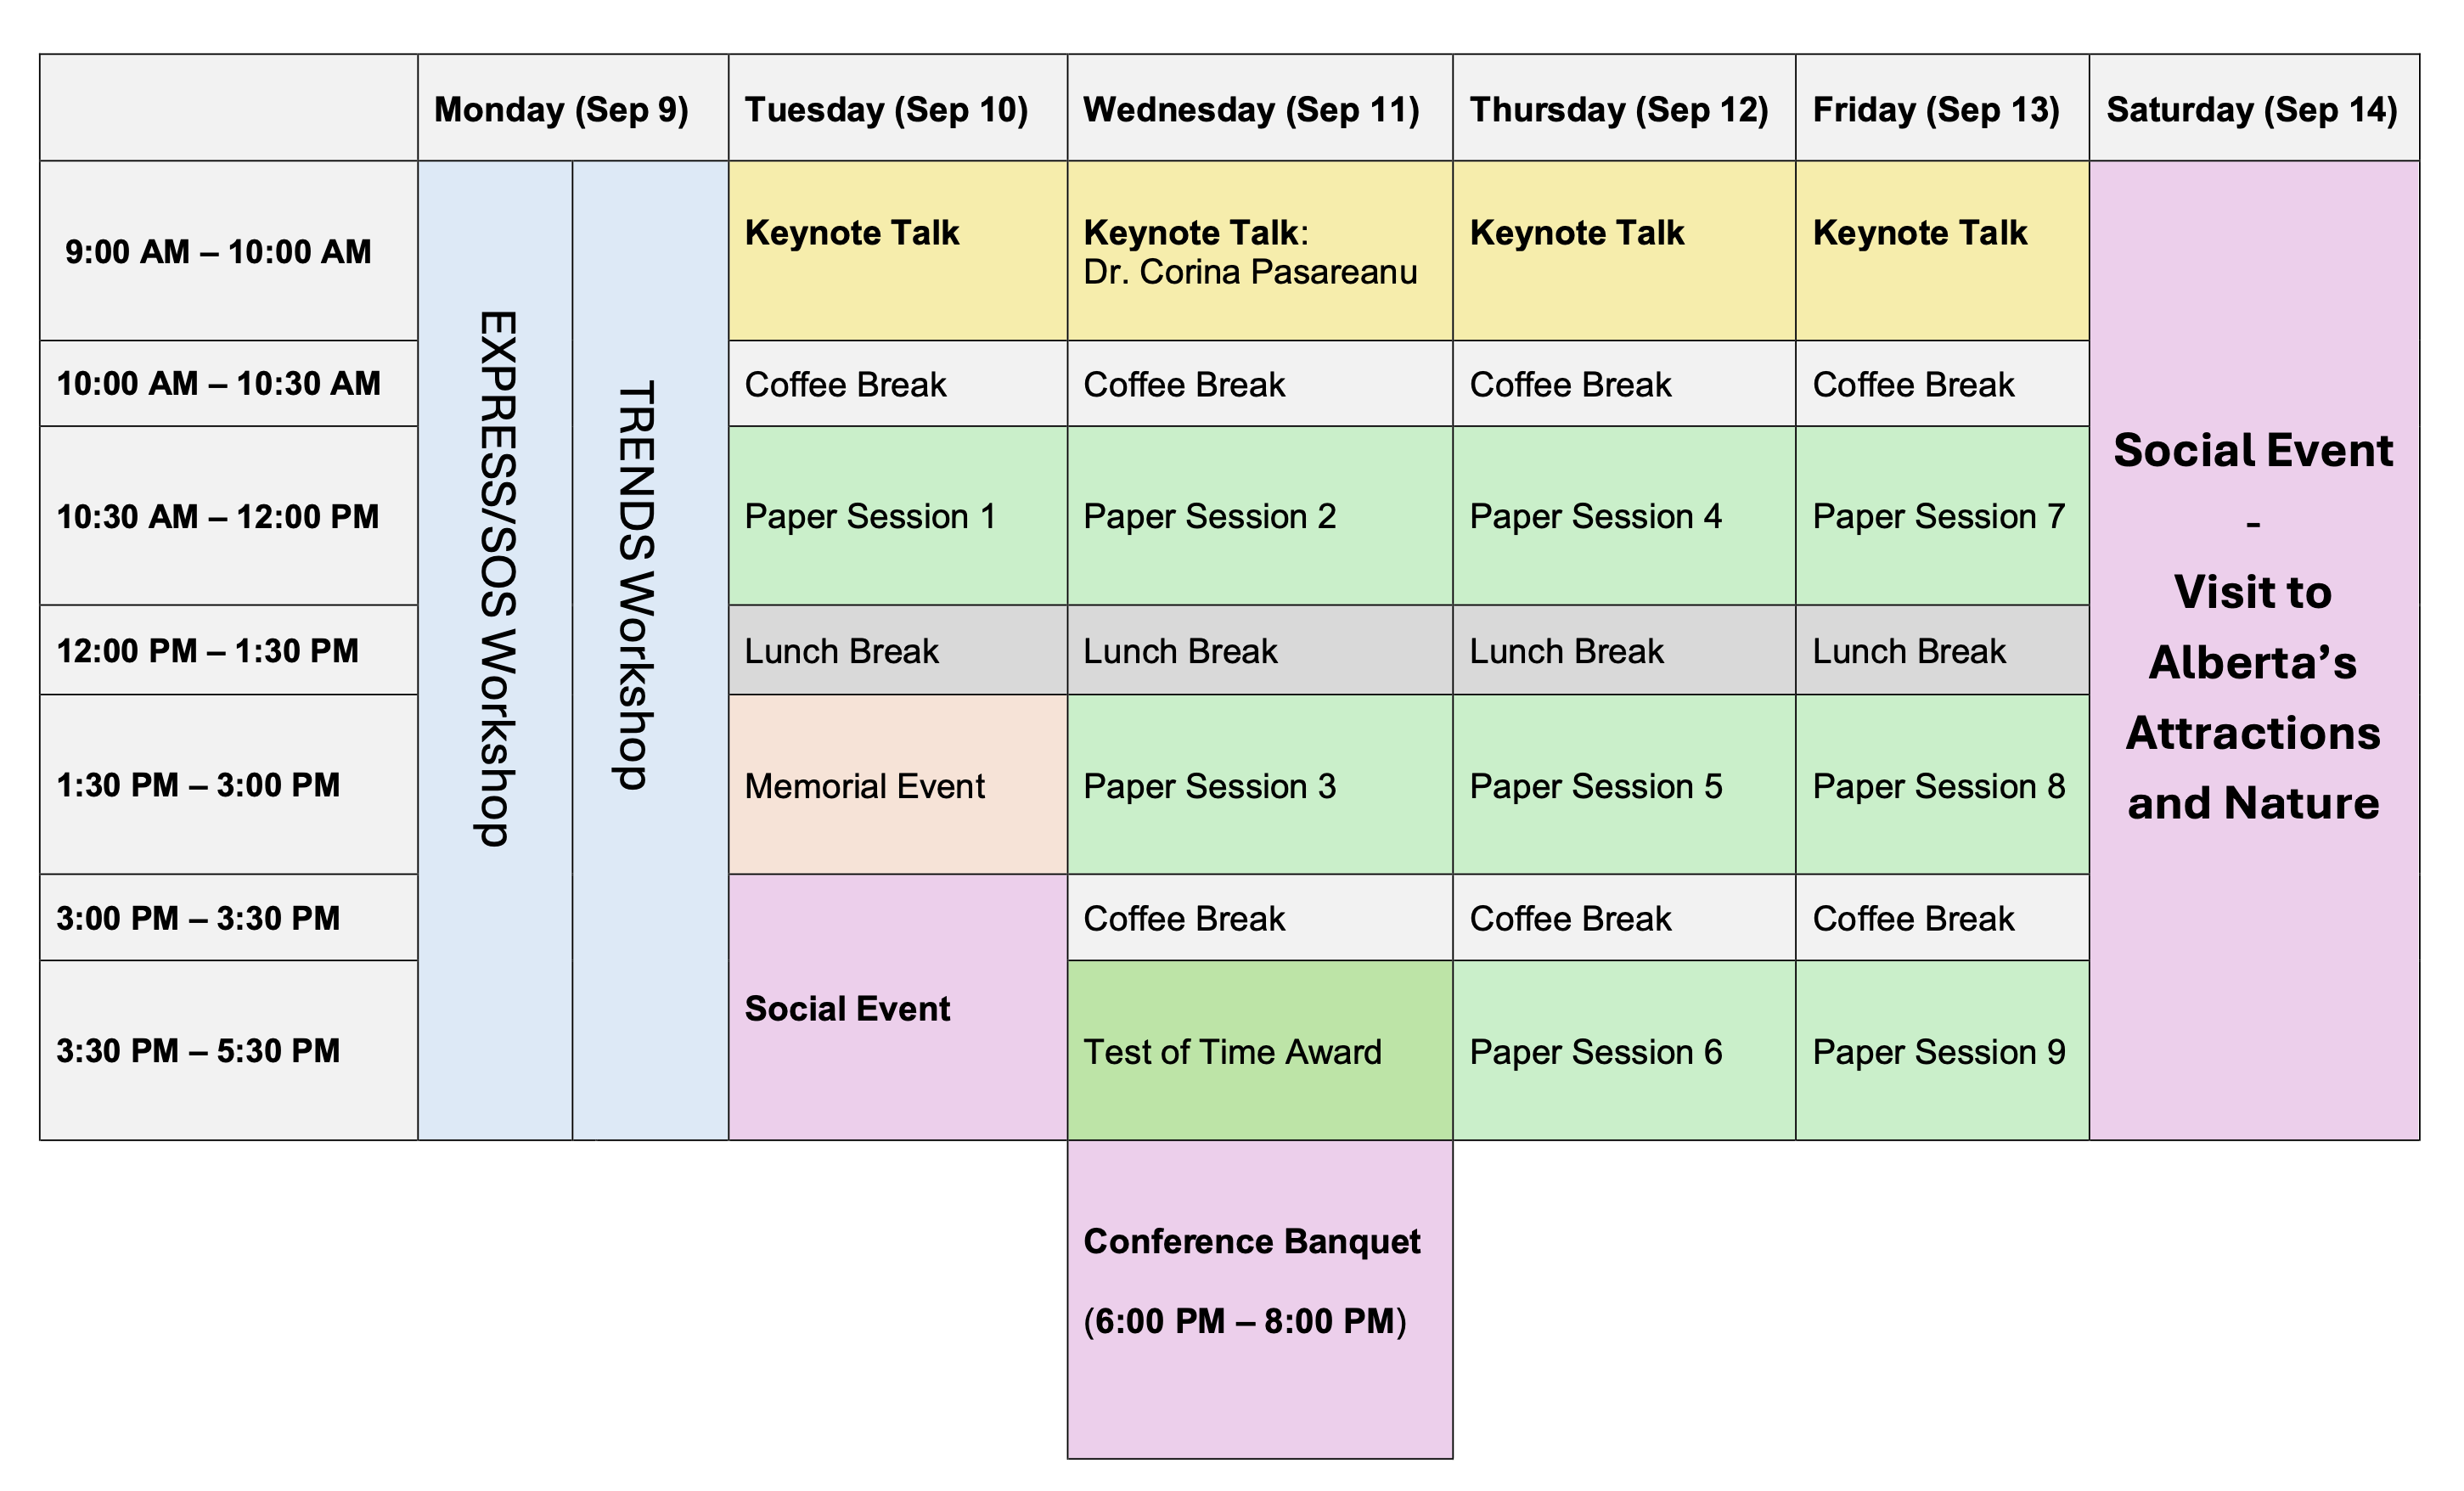 Monday (Sep 9) Tuesday (Sep 10) Wednesday (Sep 11) Thursday (Sep 12) Friday (Sep 13) Saturday (Sep 14)
9:00 AM – 10:00 AM
EXPRESS/SOS Workshop
TRENDS Workshop
Keynote Talk
Keynote Talk:
Dr. Corina Pasareanu
Keynote Talk
Keynote Talk
Social Event
-
Visit to
Alberta’s
Attractions
and Nature
10:00 AM – 10:30 AM
Coffee Break
Coffee Break
Coffee Break
Coffee Break
10:30 AM – 12:00 PM
Paper Session 1
Paper Session 2
Paper Session 4
Paper Session 7
12:00 PM – 1:30 PM
Lunch Break
Lunch Break
Lunch Break
Lunch Break
1:30 PM – 3:00 PM
Memorial Event
Paper Session 3
Paper Session 5
Paper Session 8
3:00 PM – 3:30 PM
Social Event
Coffee Break
Coffee Break
Coffee Break
3:30 PM – 5:30 PM
Test of Time Award
Paper Session 6
Paper Session 9
Conference Banquet
(6:00 PM – 8:00 PM)